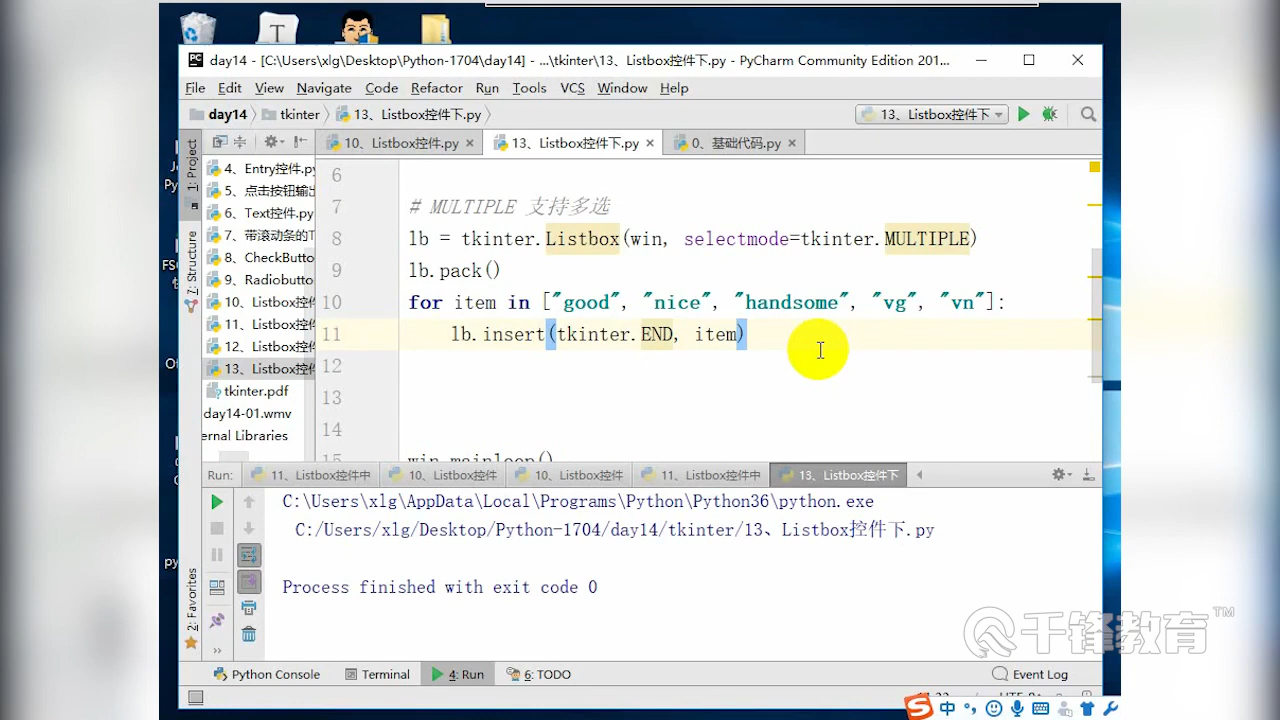 day14 - [C:\Users\xlg\Desktop\Python-1704\day14] - ...\tkinter\13、Listbox控件下.py - PyCharm Community Edition 201...
File Edit View Navigate Code Refactor Run Tools VCS Window Help
day14 tkinter 13、Listbox控件下.py 13、Listbox控件下
10、Listbox控件.py 13、Listbox控件下.py 0、基础代码.py
1: Project
7: Structure
2: Favorites
4、Entry控件.py
5、点击按钮输出
6、Text控件.py
7、带滚动条的T
8、CheckButto
9、Radiobutto
10、Listbox控件
11、Listbox控件
12、Listbox控件
13、Listbox控件
tkinter.pdf
day14-01.wmv
ernal Libraries
6
7 # MULTIPLE 支持多选
8 lb = tkinter.Listbox(win, selectmode=tkinter.MULTIPLE)
9 lb.pack()
10 for item in ["good", "nice", "handsome", "vg", "vn"]:
11 lb.insert(tkinter.END, item)
12
13
14
15 win.mainloop()
Run: 11、Listbox控件中 10、Listbox控件 10、Listbox控件 11、Listbox控件中 13、Listbox控件下
C:\Users\xlg\AppData\Local\Programs\Python\Python36\python.exe
C:/Users/xlg/Desktop/Python-1704/day14/tkinter/13、Listbox控件下.py
Process finished with exit code 0
千锋教育™
Python Console Terminal 4: Run 6: TODO Event Log
中